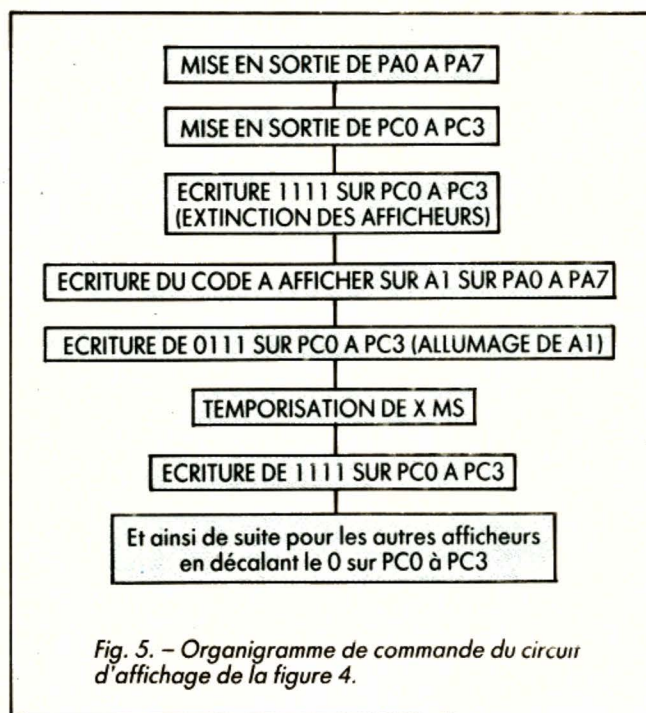 MISE EN SORTIE DE PA0 A PA7
MISE EN SORTIE DE PC0 A PC3
ECRITURE 1111 SUR PC0 A PC3
(EXTINCTION DES AFFICHEURS)
ECRITURE DU CODE A AFFICHER SUR A1 SUR PA0 A PA7
ECRITURE DE 0111 SUR PC0 A PC3 (ALLUMAGE DE A1)
TEMPORISATION DE X MS
ECRITURE DE 1111 SUR PC0 A PC3
Et ainsi de suite pour les autres afficheurs
en décalant le 0 sur PC0 à PC3
Fig. 5. – Organigramme de commande du circuit
d'affichage de la figure 4.